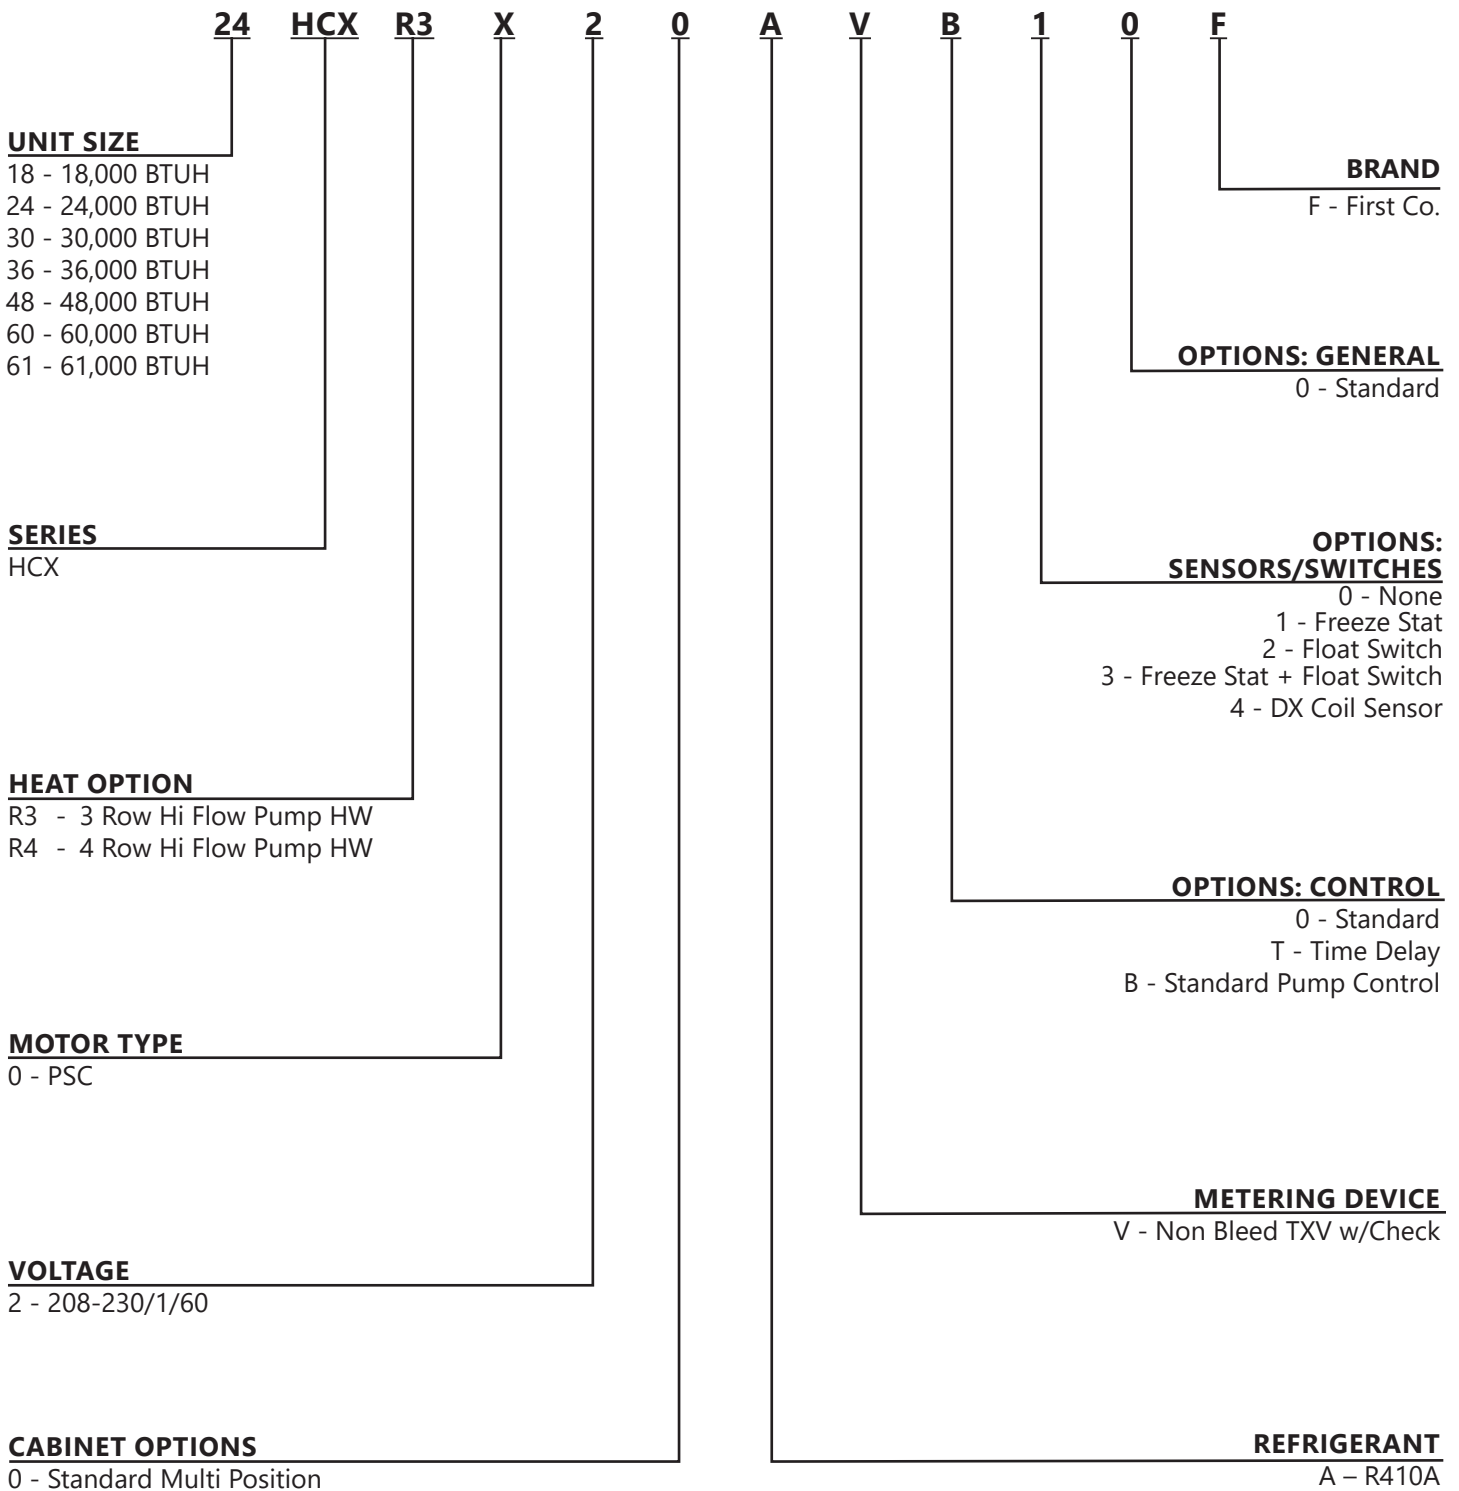 24 HCX R3 X 2 0 A V B 1 0 F
UNIT SIZE
18 - 18,000 BTUH
24 - 24,000 BTUH
30 - 30,000 BTUH
36 - 36,000 BTUH
48 - 48,000 BTUH
60 - 60,000 BTUH
61 - 61,000 BTUH
SERIES
HCX
HEAT OPTION
R3 - 3 Row Hi Flow Pump HW
R4 - 4 Row Hi Flow Pump HW
MOTOR TYPE
0 - PSC
VOLTAGE
2 - 208-230/1/60
CABINET OPTIONS
0 - Standard Multi Position
BRAND
F - First Co.
OPTIONS: GENERAL
0 - Standard
OPTIONS:
SENSORS/SWITCHES
0 - None
1 - Freeze Stat
2 - Float Switch
3 - Freeze Stat + Float Switch
4 - DX Coil Sensor
OPTIONS: CONTROL
0 - Standard
T - Time Delay
B - Standard Pump Control
METERING DEVICE
V - Non Bleed TXV w/Check
REFRIGERANT
A – R410A